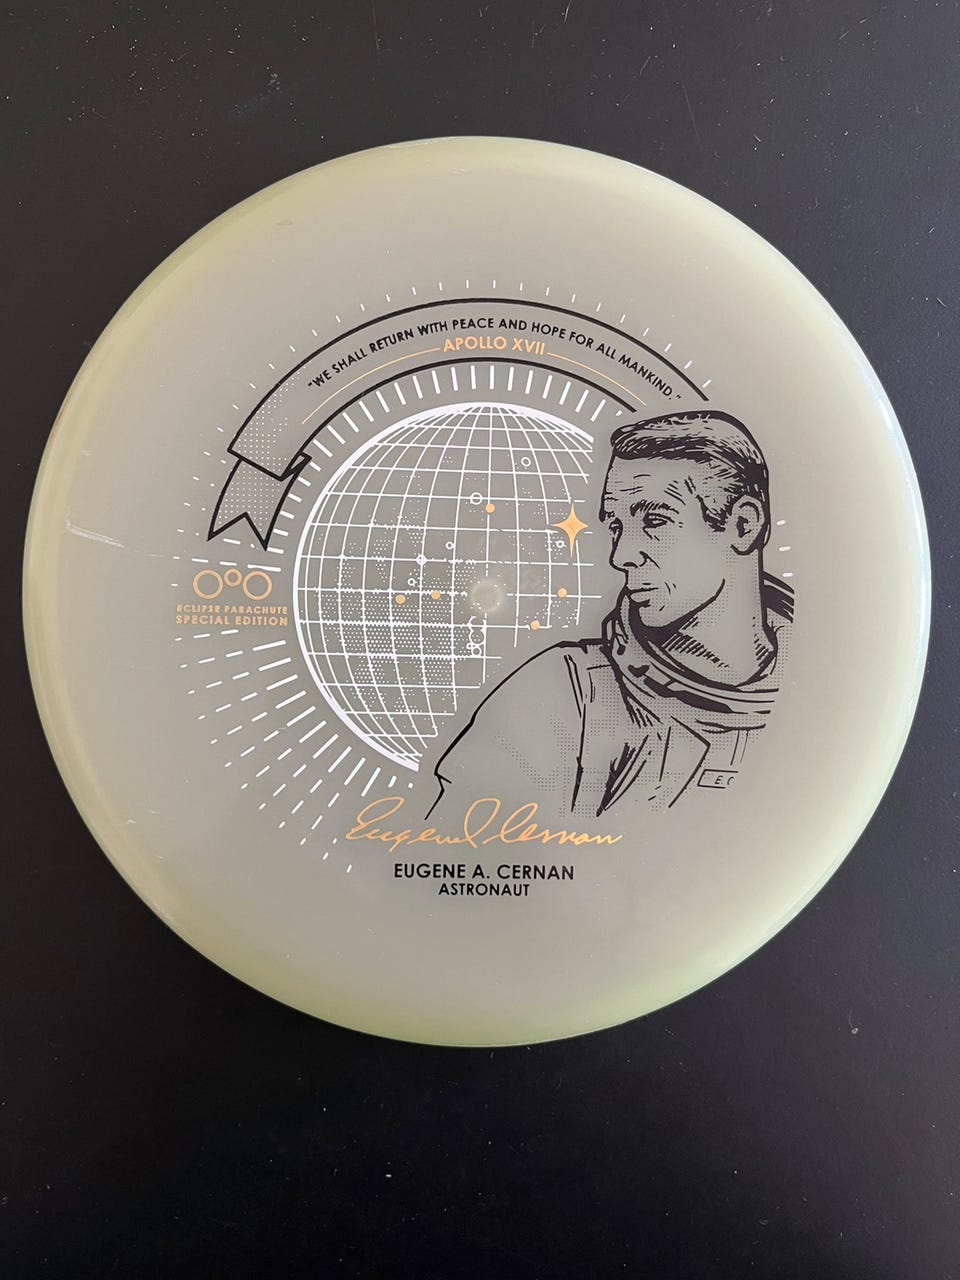 "WE SHALL RETURN WITH PEACE AND HOPE FOR ALL MANKIND."
APOLLO XVII
ECLIPSE PARACHUTE
SPECIAL EDITION
E.C
Eugene A Cernan
EUGENE A. CERNAN
ASTRONAUT